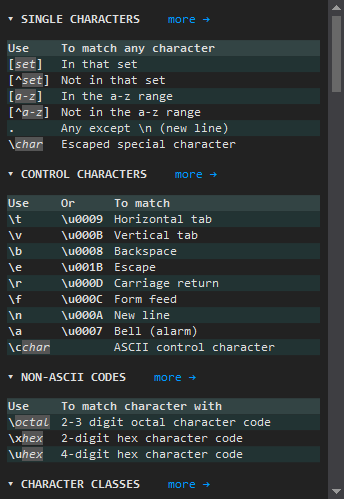 ▾ SINGLE CHARACTERS more →
Use To match any character
[set] In that set
[^set] Not in that set
[a-z] In the a-z range
[^a-z] Not in the a-z range
. Any except \n (new line)
\char Escaped special character
▾ CONTROL CHARACTERS more →
Use Or To match
\t \u0009 Horizontal tab
\v \u000B Vertical tab
\b \u0008 Backspace
\e \u001B Escape
\r \u000D Carriage return
\f \u000C Form feed
\n \u000A New line
\a \u0007 Bell (alarm)
\cchar ASCII control character
▾ NON-ASCII CODES more →
Use To match character with
\octal 2-3 digit octal character code
\xhex 2-digit hex character code
\uhex 4-digit hex character code
▾ CHARACTER CLASSES more →